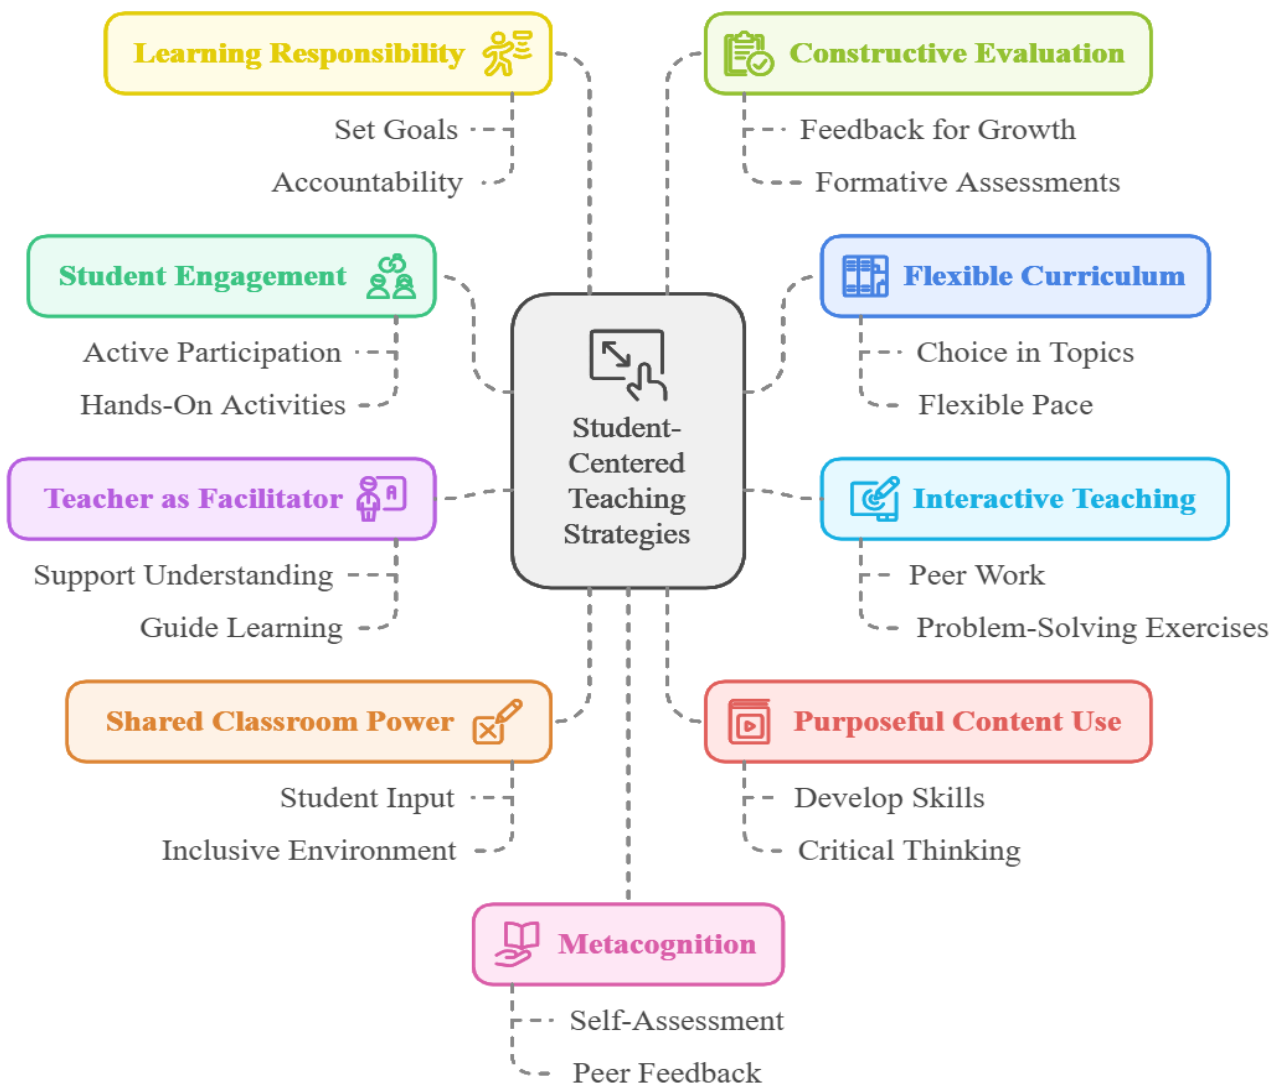 Learning Responsibility
Set Goals
Accountability
Constructive Evaluation
Feedback for Growth
Formative Assessments
Student Engagement
Active Participation
Hands-On Activities
Flexible Curriculum
Choice in Topics
Flexible Pace
Student-
Centered
Teaching
Strategies
Teacher as Facilitator
A
Support Understanding
Guide Learning
Interactive Teaching
Peer Work
Problem-Solving Exercises
Shared Classroom Power
Student Input
Inclusive Environment
Purposeful Content Use
Develop Skills
Critical Thinking
Metacognition
Self-Assessment
Peer Feedback